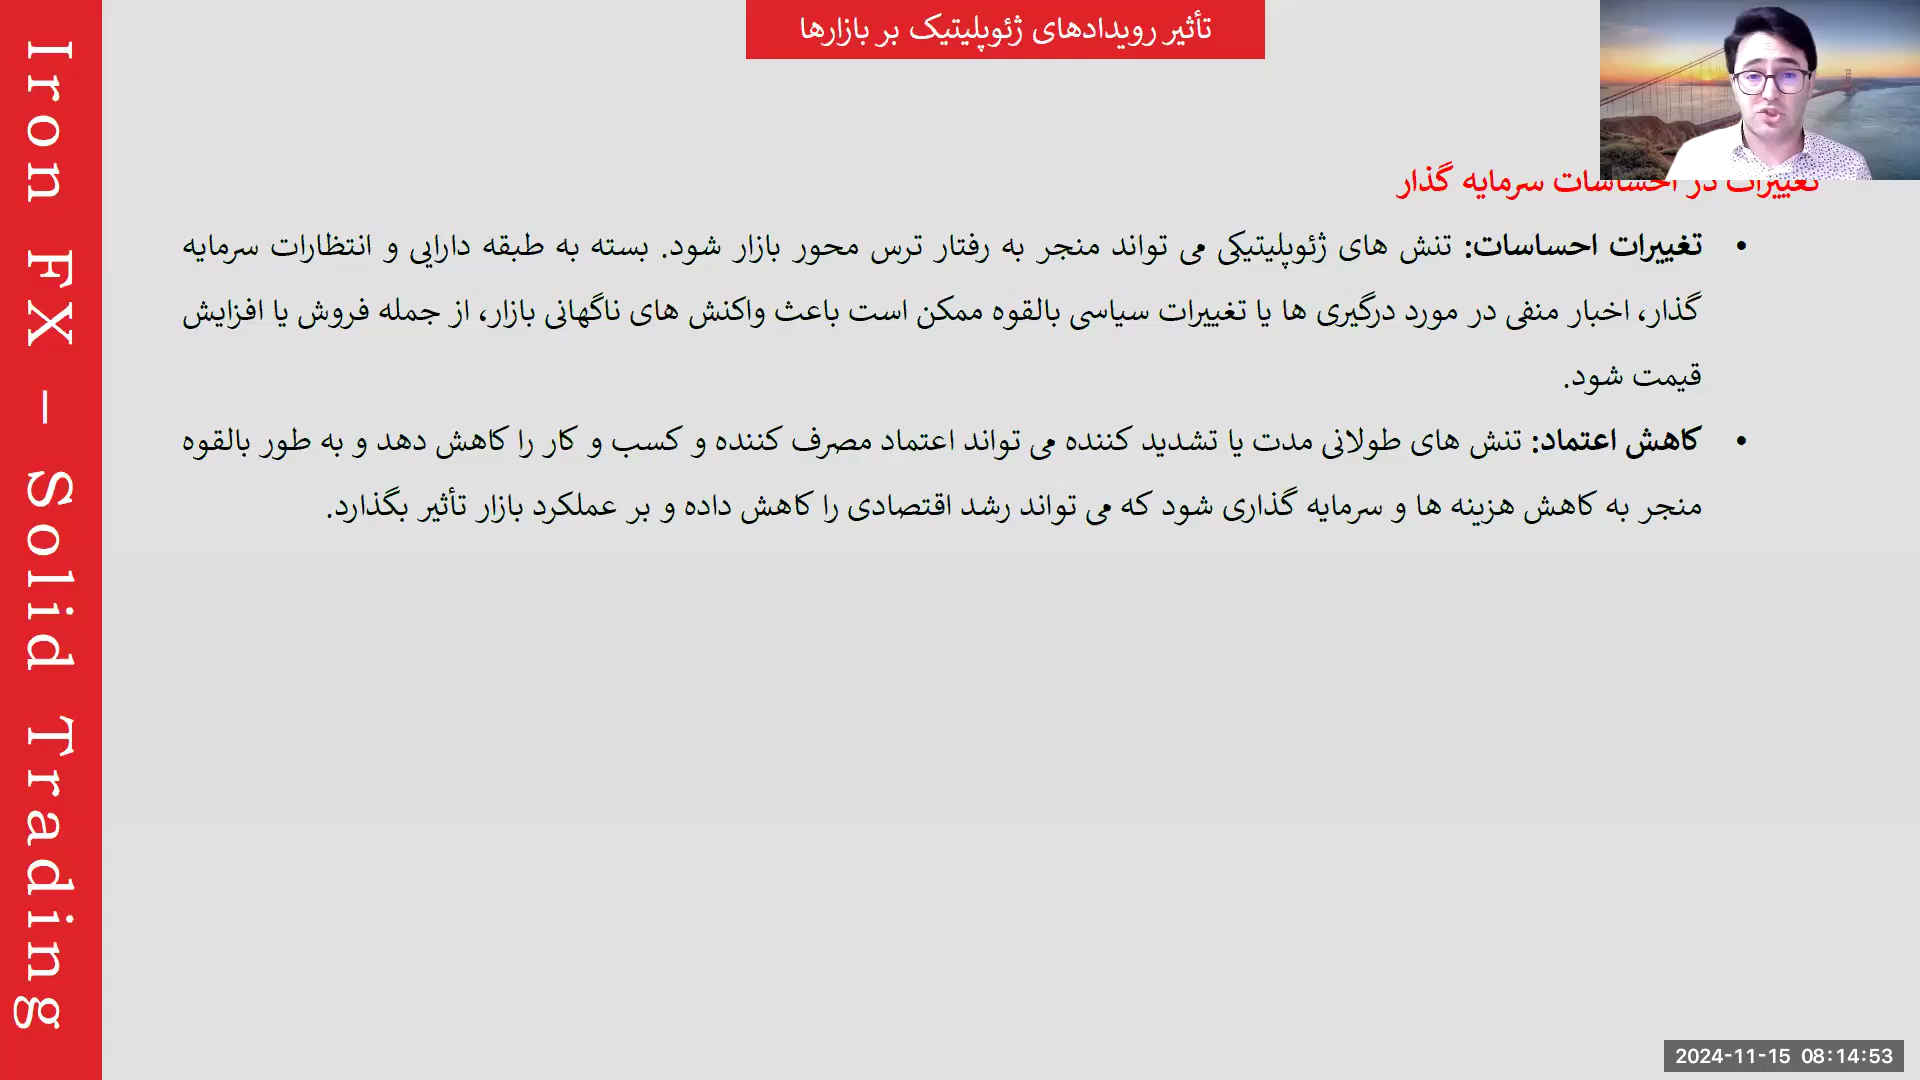 تأثیر رویدادهای ژئوپلیتیک بر بازارها
تغییرات در احساسات سرمایه گذار
• تغییرات احساسات: تنش های ژئوپلیتیکی می تواند منجر به رفتار ترس محور بازار شود. بسته به طبقه دارایی و انتظارات سرمایه
گذار، اخبار منفی در مورد درگیری ها یا تغییرات سیاسی بالقوه ممکن است باعث واکنش های ناگهانی بازار، از جمله فروش یا افزایش
قیمت شود.
• کاهش اعتماد: تنش های طولانی مدت یا تشدید کننده می تواند اعتماد مصرف کننده و کسب و کار را کاهش دهد و به طور بالقوه
منجر به کاهش هزینه ها و سرمایه گذاری شود که می تواند رشد اقتصادی را کاهش داده و بر عملکرد بازار تأثیر بگذارد.
Iron FX – Solid Trading
2024-11-15 08:14:53